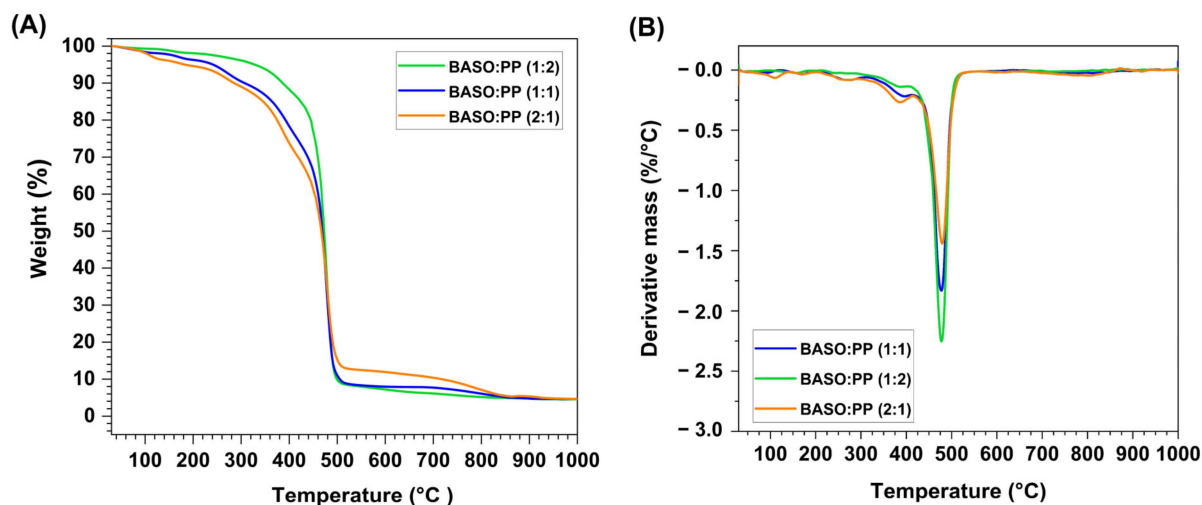 (A)
100
90
80
70
60
50
40
30
20
10
0
Weight (%)
BASO:PP (1:2)
BASO:PP (1:1)
BASO:PP (2:1)
100 200 300 400 500 600 700 800 900 1000
Temperature (°C )
(B)
− 0.0
− 0.5
− 1.0
− 1.5
− 2.0
− 2.5
− 3.0
Derivative mass (%/°C)
BASO:PP (1:1)
BASO:PP (1:2)
BASO:PP (2:1)
100 200 300 400 500 600 700 800 900 1000
Temperature (°C)